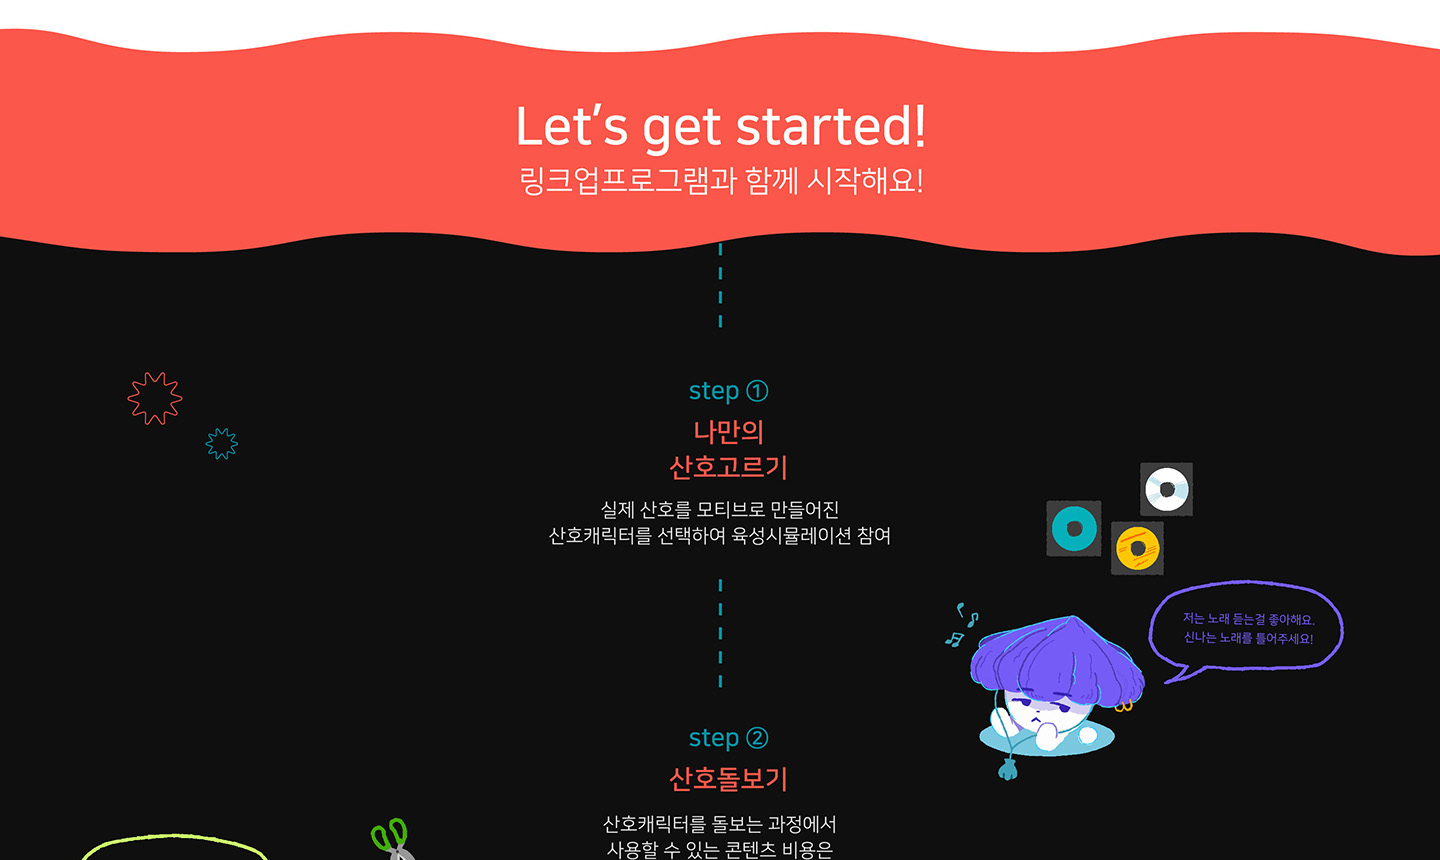 Let's get started!
링크업프로그램과 함께 시작해요!
step ①
나만의
산호고르기
실제 산호를 모티브로 만들어진
산호캐릭터를 선택하여 육성시뮬레이션 참여
저는 노래 듣는걸 좋아해요.
신나는 노래를 틀어주세요!
step ②
산호돌보기
산호캐릭터를 돌보는 과정에서
사용할 수 있는 콘텐츠 비용은